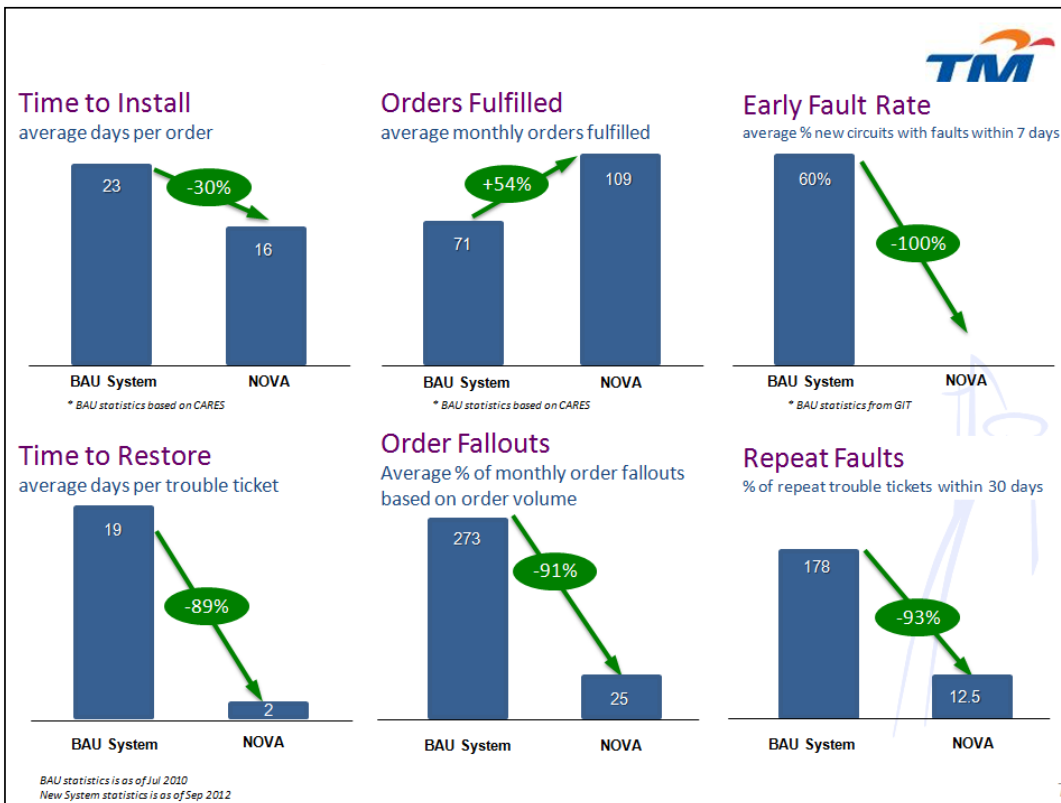 TM
Time to Install
average days per order
23
-30%
16
BAU System
NOVA
* BAU statistics based on CARES
Orders Fulfilled
average monthly orders fulfilled
71
+54%
109
BAU System
NOVA
* BAU statistics based on CARES
Early Fault Rate
average % new circuits with faults within 7 days
60%
-100%
BAU System
NOVA
* BAU statistics from GIT
Time to Restore
average days per trouble ticket
19
-89%
2
BAU System
NOVA
Order Fallouts
Average % of monthly order fallouts
based on order volume
273
-91%
25
BAU System
NOVA
Repeat Faults
% of repeat trouble tickets within 30 days
178
-93%
12.5
BAU System
NOVA
BAU statistics is as of Jul 2010
New System statistics is as of Sep 2012